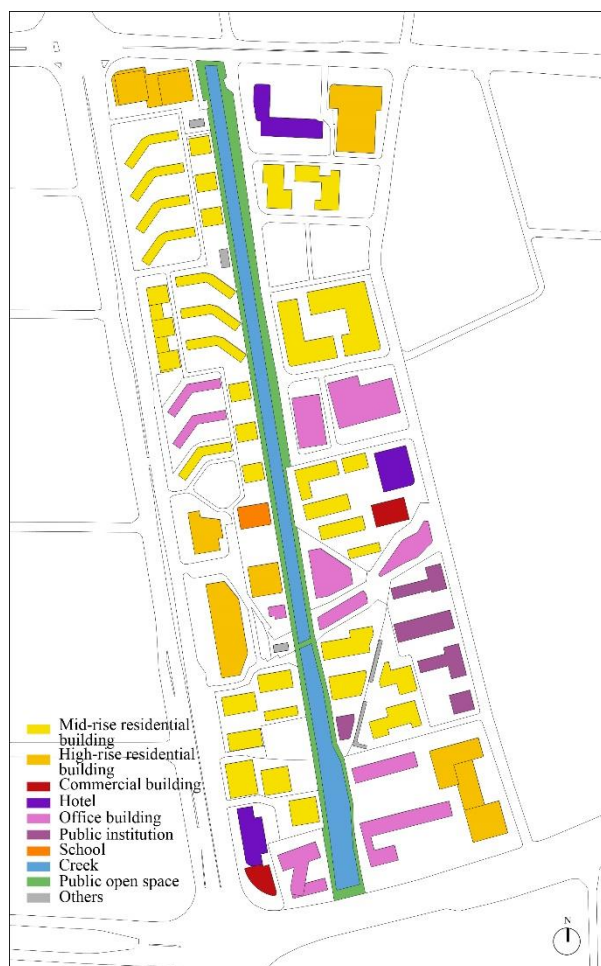 Mid-rise residential
building
High-rise residential
building
Commercial building
Hotel
Office building
Public institution
School
Creek
Public open space
Others
N